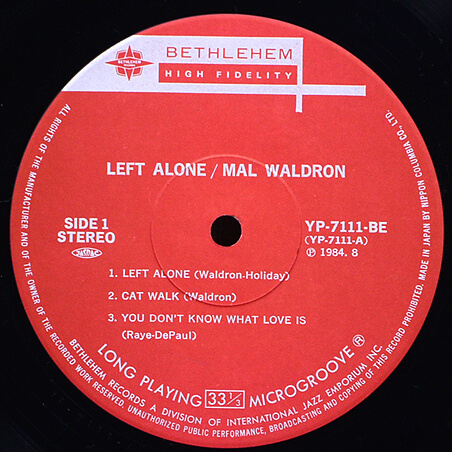 BETHLEHEM
BETHLEHEM
HIGH FIDELITY
LEFT ALONE / MAL WALDRON
SIDE 1
STEREO
JASRAC
YP-7111-BE
(YP-7111-A)
Ⓟ 1984. 8
1. LEFT ALONE (Waldron-Holiday)
2. CAT WALK (Waldron)
3. YOU DON'T KNOW WHAT LOVE IS
(Raye-DePaul)
LONG PLAYING 33⅓ MICROGROOVE ®
BETHLEHEM RECORDS A DIVISION OF INTERNATIONAL JAZZ EMPORIUM INC.
ALL RIGHTS OF THE MANUFACTURER AND OF THE OWNER OF THE RECORDED WORK RESERVED. UNAUTHORIZED PUBLIC PERFORMANCE, BROADCASTING AND COPYING OF THIS RECORD PROHIBITED. MADE IN JAPAN BY NIPPON COLUMBIA CO., LTD.